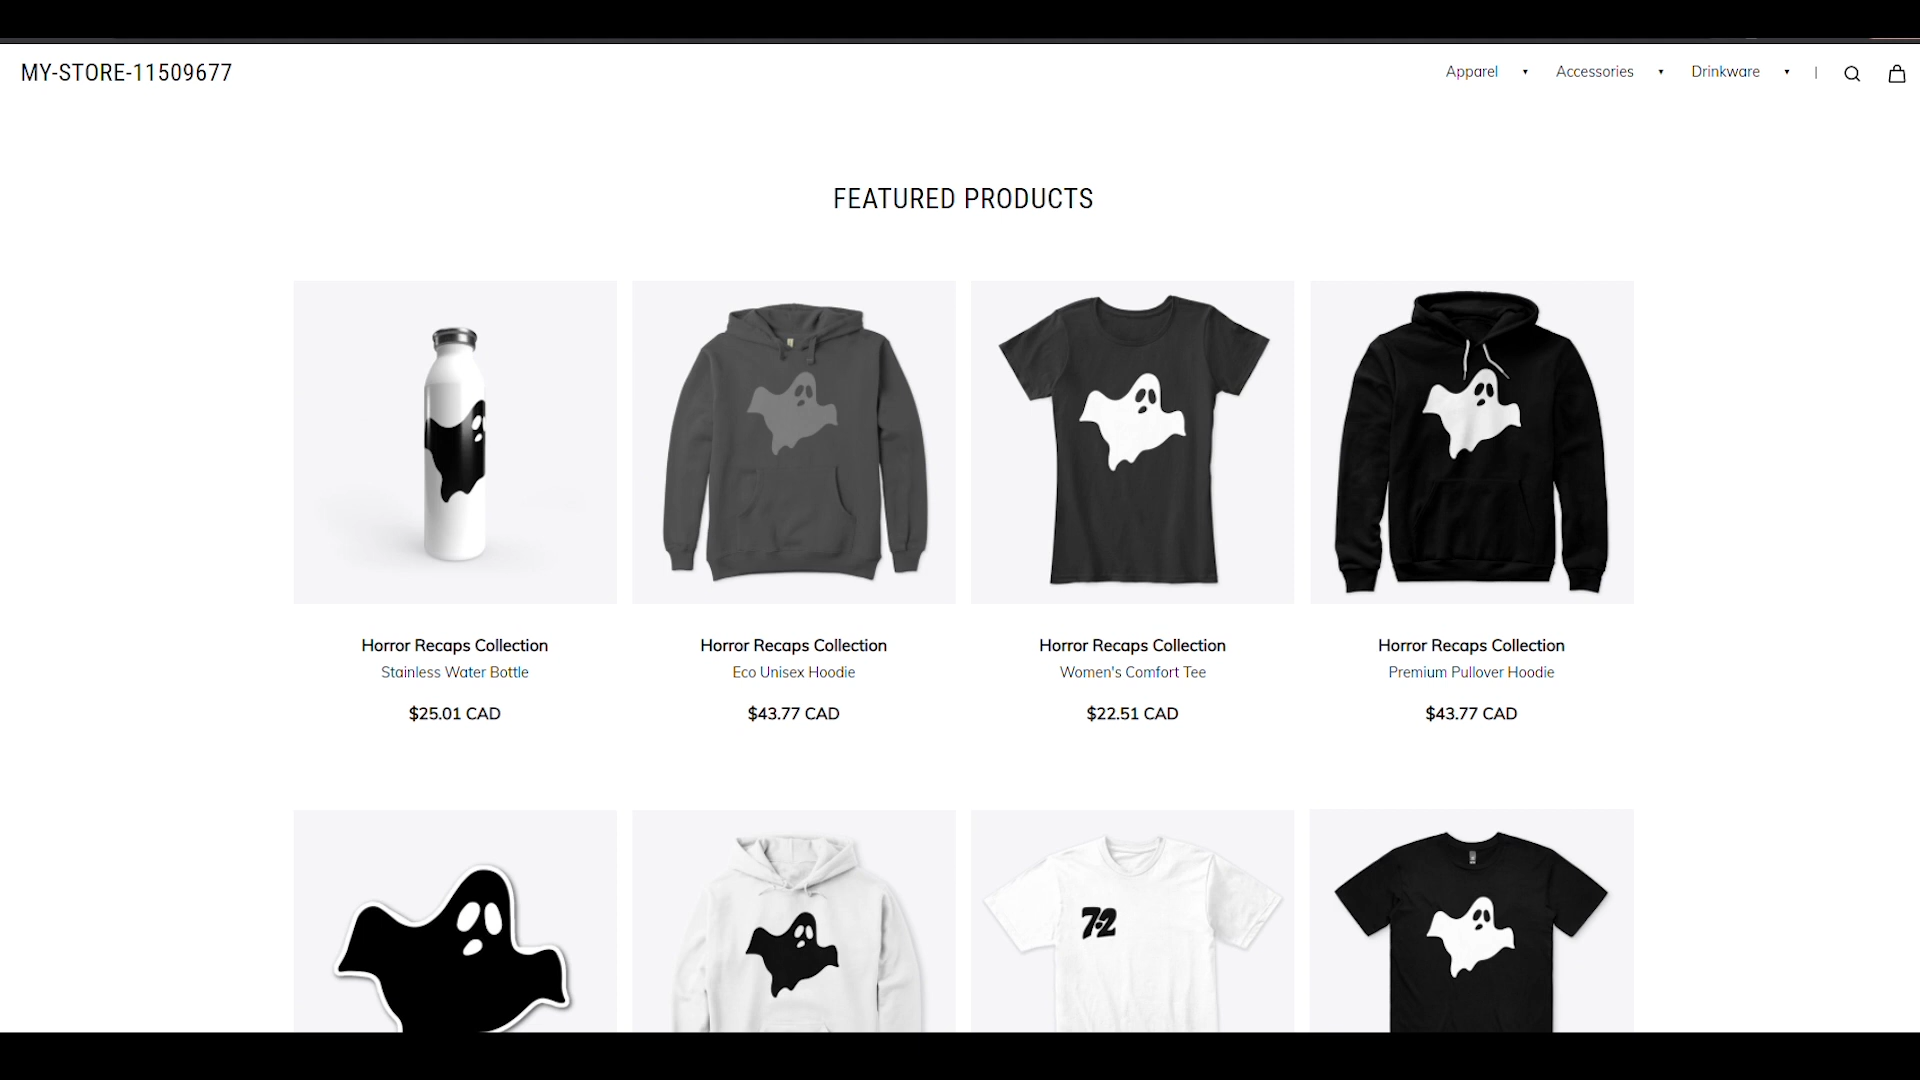 MY-STORE-11509677
Apparel ▾ Accessories ▾ Drinkware ▾ |
FEATURED PRODUCTS
Horror Recaps Collection
Stainless Water Bottle
$25.01 CAD
Horror Recaps Collection
Eco Unisex Hoodie
$43.77 CAD
Horror Recaps Collection
Women's Comfort Tee
$22.51 CAD
Horror Recaps Collection
Premium Pullover Hoodie
$43.77 CAD
7-2